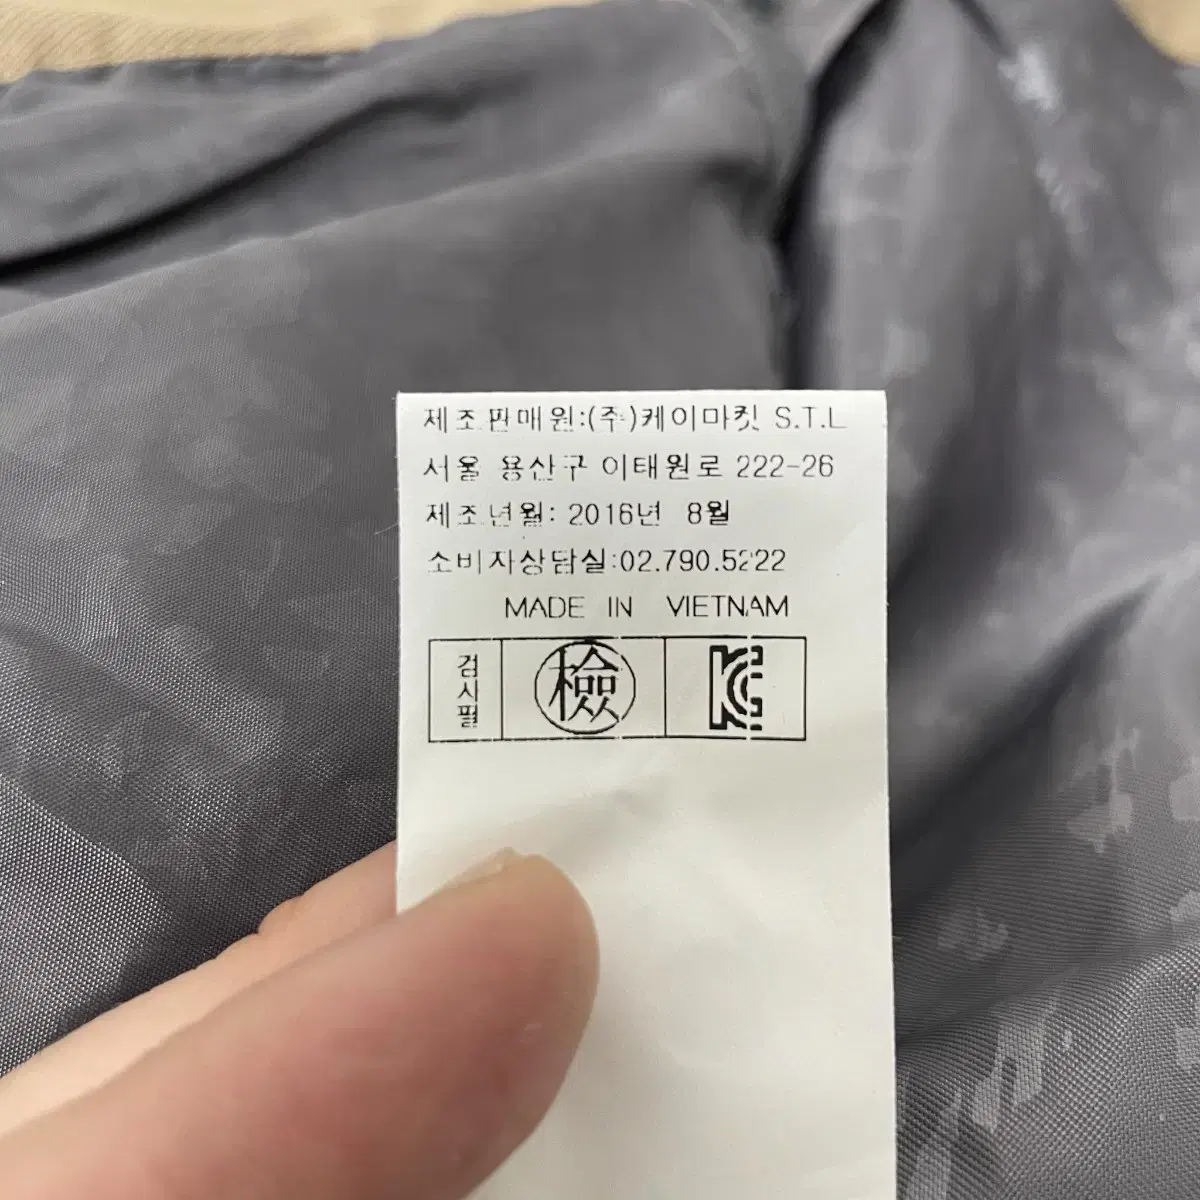 제조판매원:(주)케이마킷 S.T.L
서울 용산구 이태원로 222-26
제조년월: 2016년 8월
소비자상담실:02.790.5222
MADE IN VIETNAM
검사필
檢
KC